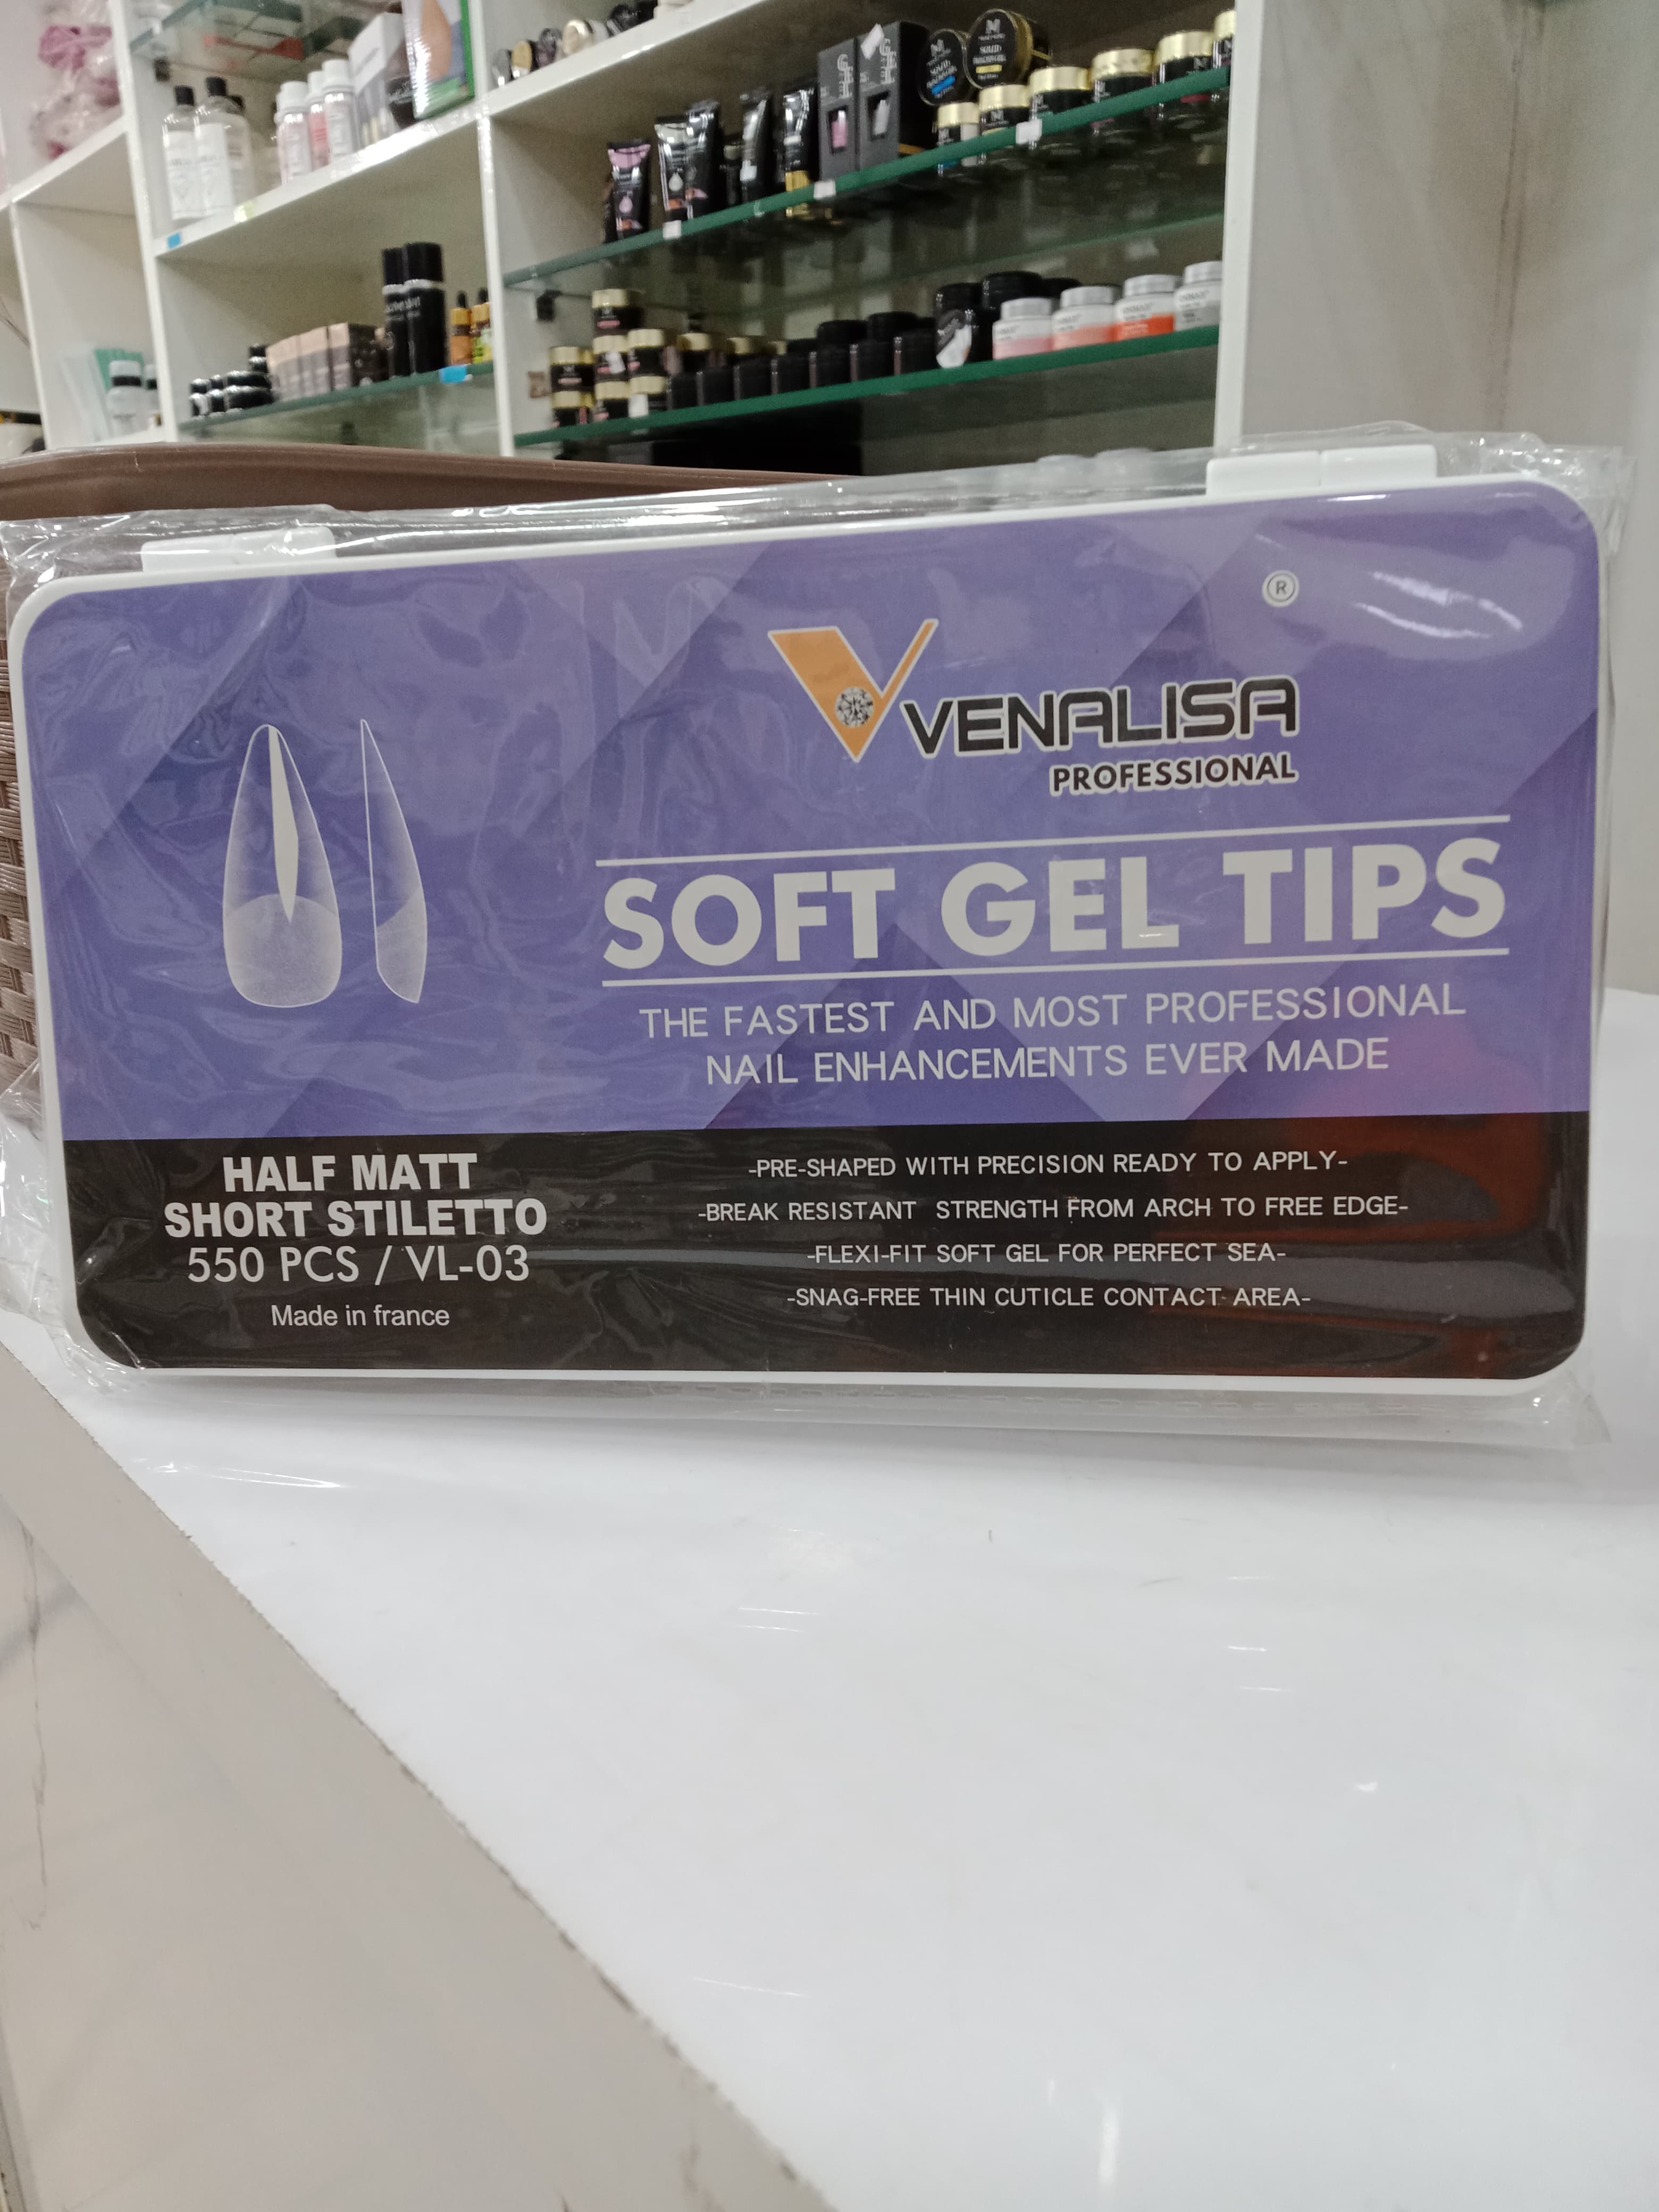 ®
VENALISA
PROFESSIONAL
SOFT GEL TIPS
THE FASTEST AND MOST PROFESSIONAL
NAIL ENHANCEMENTS EVER MADE
HALF MATT
SHORT STILETTO
550 PCS / VL-03
Made in france
-PRE-SHAPED WITH PRECISION READY TO APPLY-
-BREAK RESISTANT STRENGTH FROM ARCH TO FREE EDGE-
-FLEXI-FIT SOFT GEL FOR PERFECT SEA-
-SNAG-FREE THIN CUTICLE CONTACT AREA-